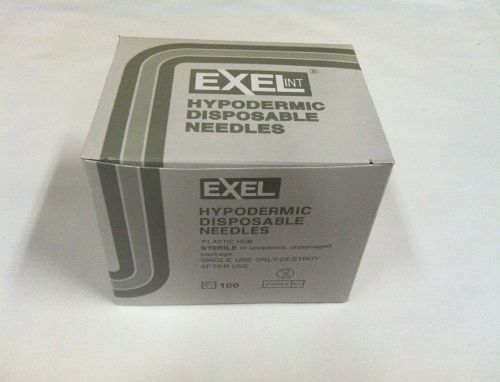 EXEL INT ®
HYPODERMIC
DISPOSABLE
NEEDLES
EXEL
HYPODERMIC
DISPOSABLE
NEEDLES
PLASTIC HUB
STERILE in unopened, undamaged
package
SINGLE USE ONLY-DESTROY
AFTER USE
100
STERILE